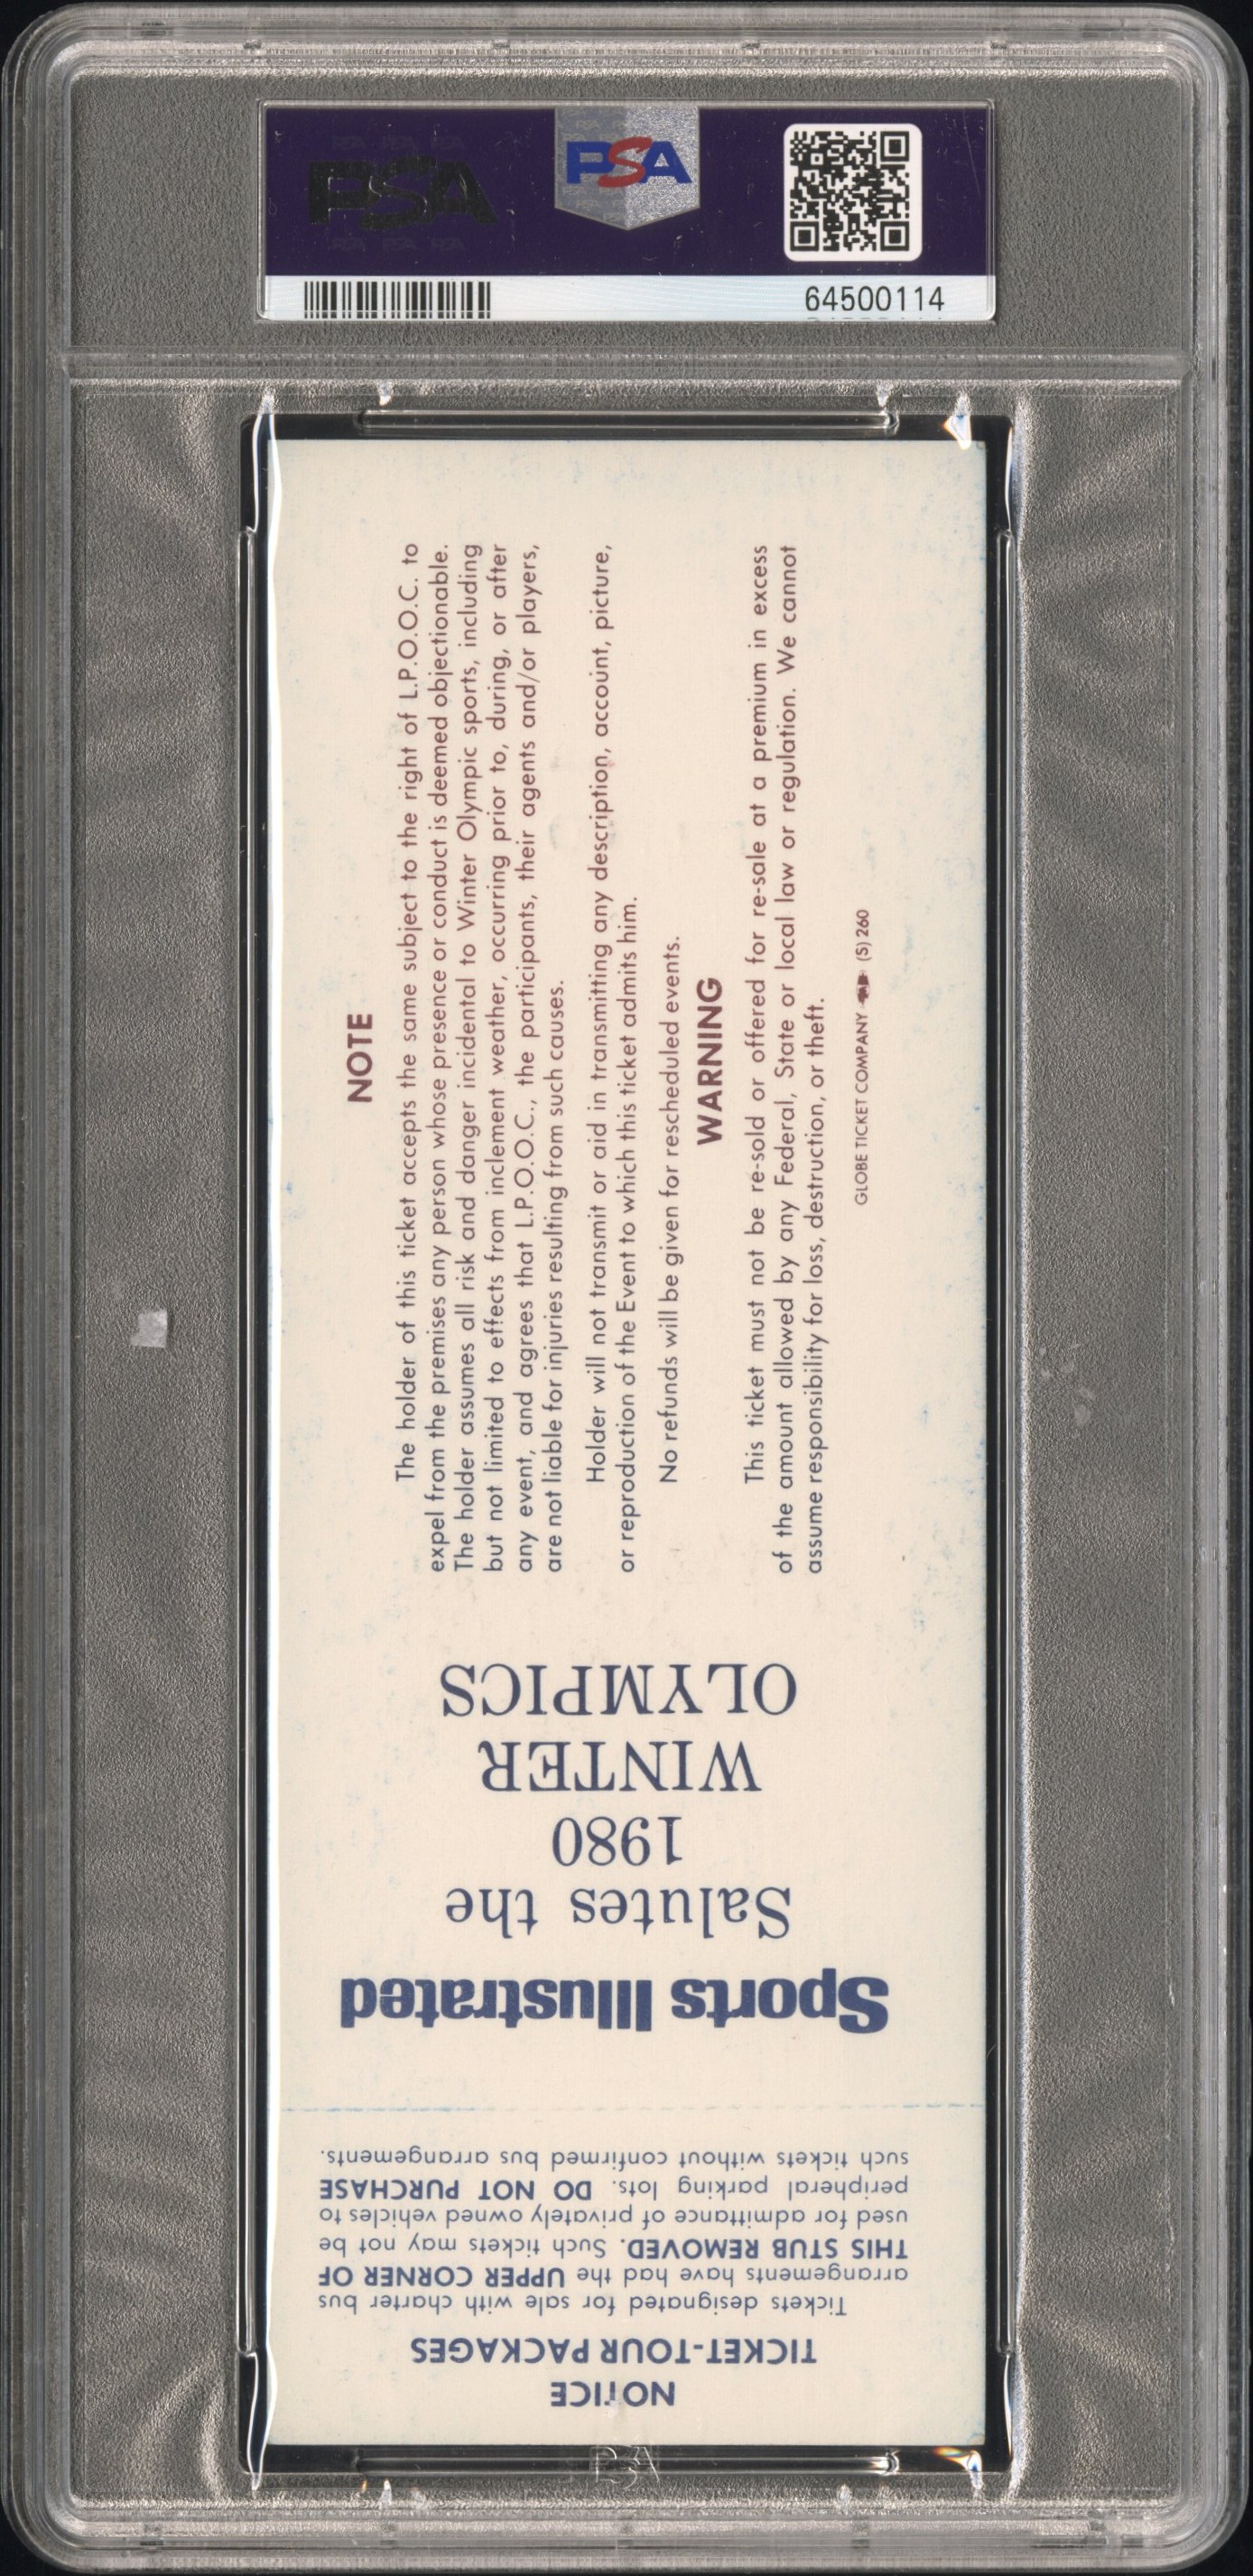 PSA
PSA
64500114
NOTE
The holder of this ticket accepts the same subject to the right of L.P.O.O.C. to
expel from the premises any person whose presence or conduct is deemed objectionable.
The holder assumes all risk and danger incidental to Winter Olympic sports, including
but not limited to effects from inclement weather, occurring prior to, during, or after
any event, and agrees that L.P.O.O.C., the participants, their agents and/or players,
are not liable for injuries resulting from such causes.
Holder will not transmit or aid in transmitting any description, account, picture,
or reproduction of the Event to which this ticket admits him.
No refunds will be given for rescheduled events.
WARNING
This ticket must not be re-sold or offered for re-sale at a premium in excess
of the amount allowed by any Federal, State or local law or regulation. We cannot
assume responsibility for loss, destruction, or theft.
GLOBE TICKET COMPANY (S) 260
Sports Illustrated
Salutes the
1980
WINTER
OLYMPICS
NOTICE
TICKET-TOUR PACKAGES
Tickets designated for sale with charter bus
arrangements have had the UPPER CORNER OF
THIS STUB REMOVED. Such tickets may not be
used for admittance of privately owned vehicles to
peripheral parking lots. DO NOT PURCHASE
such tickets without confirmed bus arrangements.
PSA